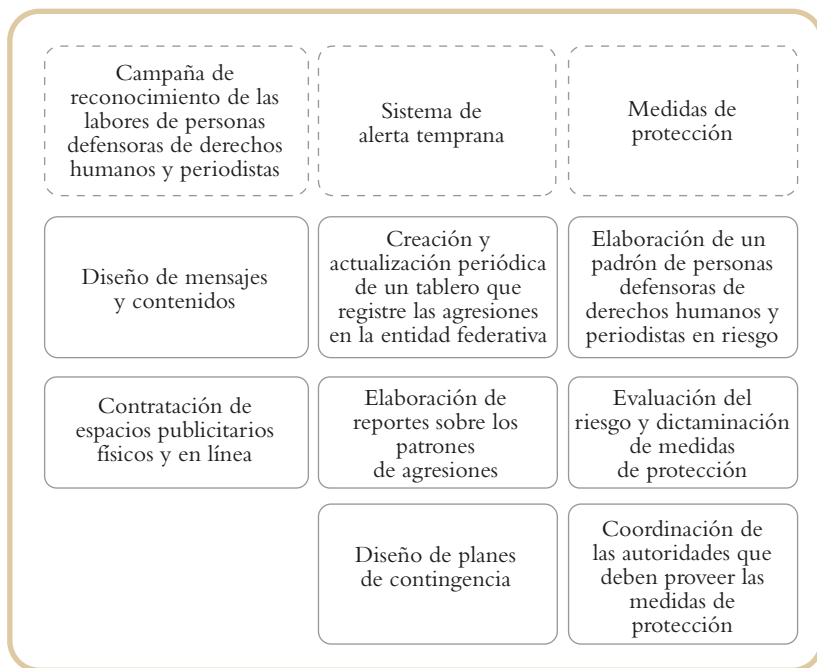 Campaña de
reconocimiento de las
labores de personas
defensoras de derechos
humanos y periodistas
Sistema de
alerta temprana
Medidas de
protección
Diseño de mensajes
y contenidos
Creación y
actualización periódica
de un tablero que
registre las agresiones
en la entidad federativa
Elaboración de un
padrón de personas
defensoras de
derechos humanos y
periodistas en riesgo
Contratación de
espacios publicitarios
físicos y en línea
Elaboración de
reportes sobre los
patrones
de agresiones
Evaluación del
riesgo y dictaminación
de medidas
de protección
Diseño de planes
de contingencia
Coordinación de
las autoridades que
deben proveer las
medidas de
protección